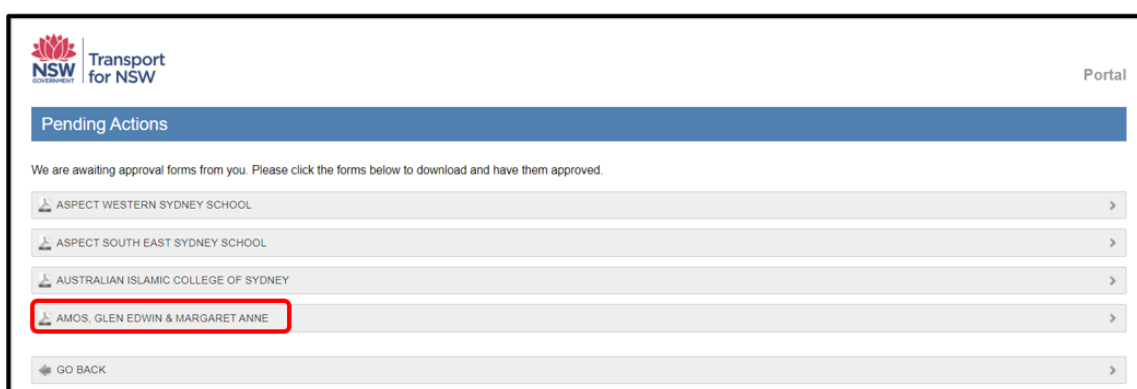 NSW
GOVERNMENT
Transport
for NSW
Portal
Pending Actions
We are awaiting approval forms from you. Please click the forms below to download and have them approved.
ASPECT WESTERN SYDNEY SCHOOL
ASPECT SOUTH EAST SYDNEY SCHOOL
AUSTRALIAN ISLAMIC COLLEGE OF SYDNEY
AMOS, GLEN EDWIN & MARGARET ANNE
GO BACK